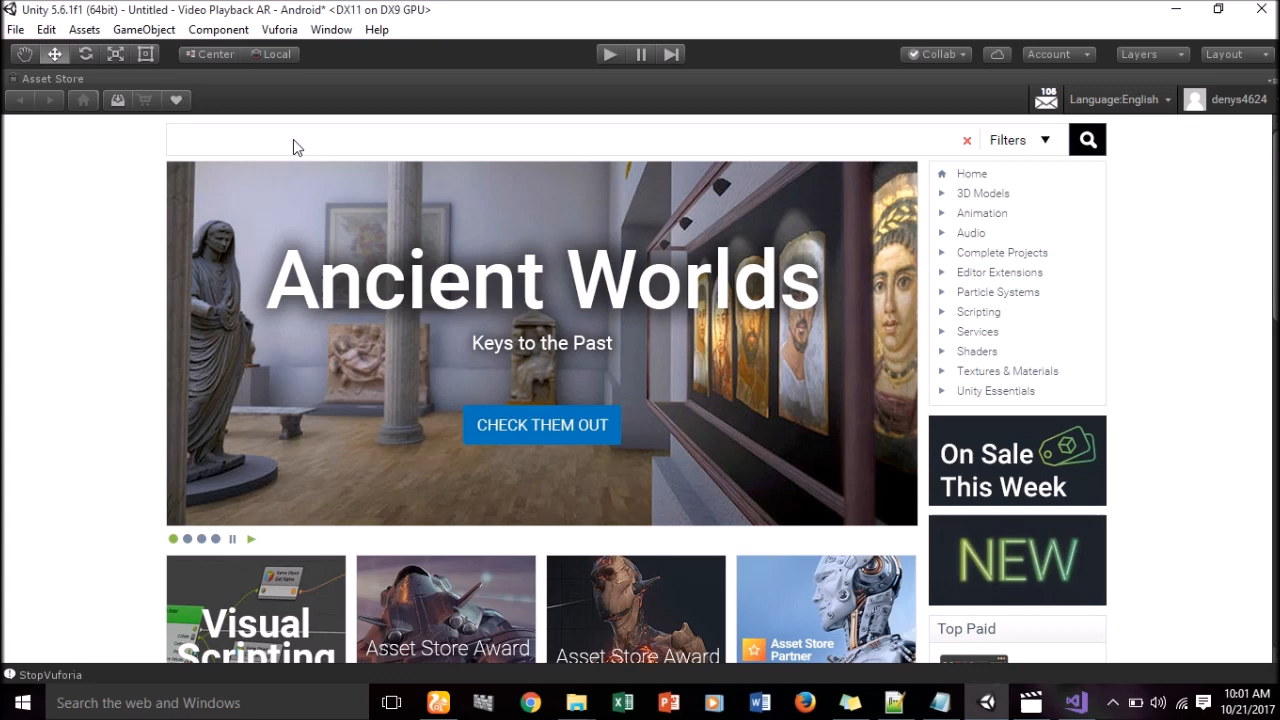 Unity 5.6.1f1 (64bit) - Untitled - Video Playback AR - Android* <DX11 on DX9 GPU>
File Edit Assets GameObject Component Vuforia Window Help
Center Local Collab Account Layers Layout
Asset Store
108
Language:English denys4624
Filters
Home
3D Models
Animation
Audio
Complete Projects
Editor Extensions
Particle Systems
Scripting
Services
Shaders
Textures & Materials
Unity Essentials
Ancient Worlds
Keys to the Past
CHECK THEM OUT
On Sale
This Week
NEW
Top Paid
Visual
Scripting
Asset Store Award
Asset Store Award
Asset Store
Partner
StopVuforia
Search the web and Windows
10:01 AM
10/21/2017